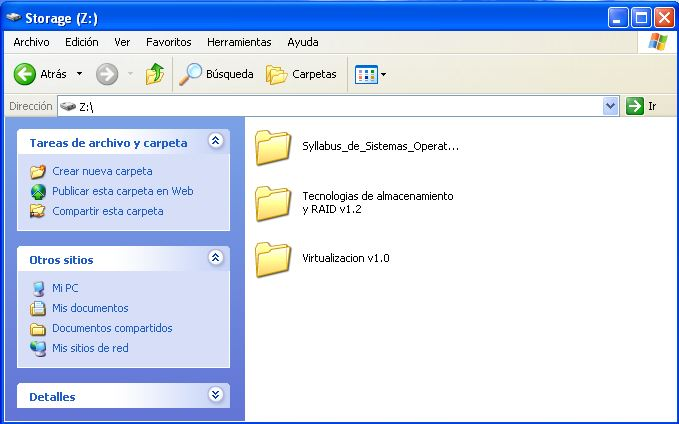 Storage (Z:)
Archivo Edición Ver Favoritos Herramientas Ayuda
Atrás Búsqueda Carpetas
Dirección Z:\ Ir
Tareas de archivo y carpeta
Crear nueva carpeta
Publicar esta carpeta en Web
Compartir esta carpeta
Otros sitios
Mi PC
Mis documentos
Documentos compartidos
Mis sitios de red
Detalles
Syllabus_de_Sistemas_Operat...
Tecnologias de almacenamiento
y RAID v1.2
Virtualizacion v1.0